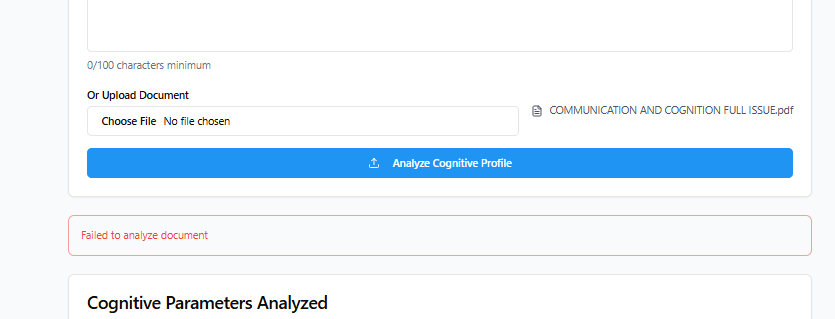 0/100 characters minimum
Or Upload Document
Choose File No file chosen
COMMUNICATION AND COGNITION FULL ISSUE.pdf
Analyze Cognitive Profile
Failed to analyze document
Cognitive Parameters Analyzed